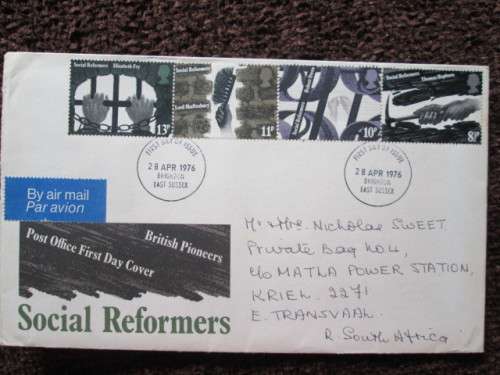 Social Reformers Elizabeth Fry
13p
Social Reformers
Lord Shaftesbury
11p
10p
Social Reformers
Thomas Hepburn
8½p
FIRST DAY OF ISSUE
28 APR 1976
BRIGHTON
EAST SUSSEX
FIRST DAY OF ISSUE
28 APR 1976
BRIGHTON
EAST SUSSEX
By air mail
Par avion
British Pioneers
Post Office First Day Cover
Social Reformers
Mr & Mrs. Nicholas SWEET
Private Bag No 4,
c/o MATLA POWER STATION,
KRIEL 2271
E. TRANSVAAL
R. South Africa